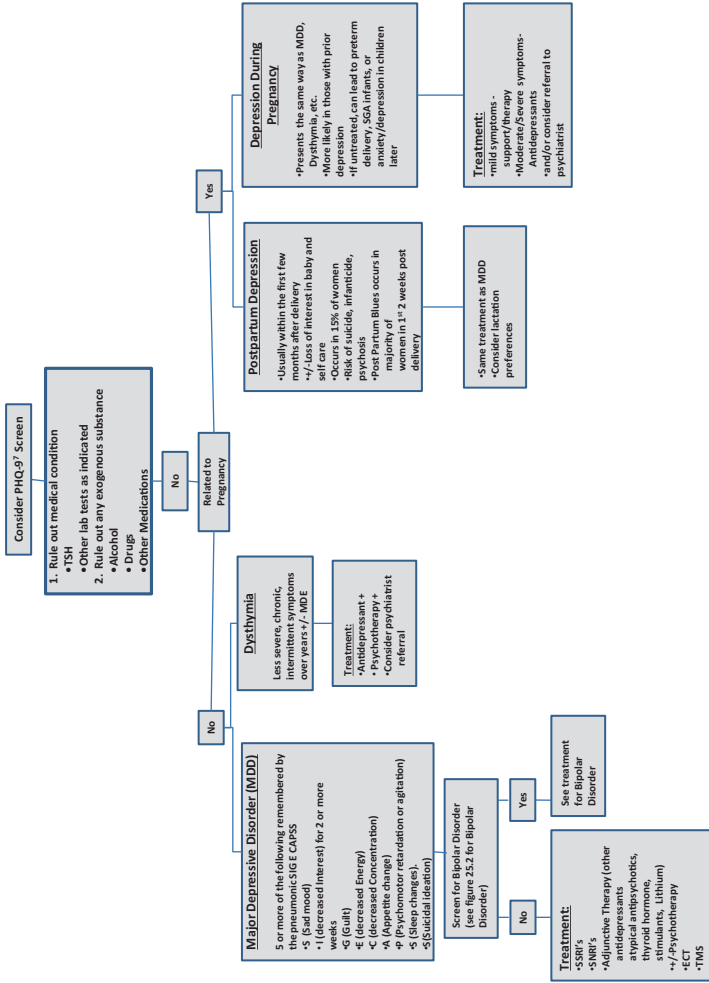 Consider PHQ-9⁷ Screen
1. Rule out medical condition
•TSH
•Other lab tests as indicated
2. Rule out any exogenous substance
•Alcohol
• Drugs
•Other Medications
No
Related to
Pregnancy
No
Major Depressive Disorder (MDD)
5 or more of the following remembered by
the pneumonic SIG E CAPSS
•S (Sad mood)
• I (decreased Interest) for 2 or more
weeks
•G (Guilt)
•E (decreased Energy)
•C (decreased Concentration)
•A (Appetite change)
•P (Psychomotor retardation or agitation)
•S (Sleep changes).
•S(Suicidal ideation)
Screen for Bipolar Disorder
(see figure 25.2 for Bipolar
Disorder)
No
Treatment:
•SSRI's
•SNRI's
•Adjunctive Therapy (other
antidepressants
atypical antipsychotics,
thyroid hormone,
stimulants, Lithium)
•+/-Psychotherapy
•ECT
•TMS
Yes
See treatment
for Bipolar
Disorder
Dysthymia
Less severe, chronic,
intermittent symptoms
over years +/- MDE
Treatment:
•Antidepressant +
• Psychotherapy +
• Consider psychiatrist
referral
Yes
Postpartum Depression
•Usually within the first few
months after delivery
•+/-Loss of interest in baby and
self care
•Occurs in 15% of women
•Risk of suicide, infanticide,
psychosis
•Post Partum Blues occurs in
majority of
women in 1st 2 weeks post
delivery
•Same treatment as MDD
•Consider lactation
preferences
Depression During
Pregnancy
•Presents the same way as MDD,
Dysthymia, etc.
•More likely in those with prior
depression
•If untreated, can lead to preterm
delivery, SGA infants, or
anxiety/depression in children
later
Treatment:
•mild symptoms -
support/therapy
•Moderate/Severe symptoms-
Antidepressants
•and/or consider referral to
psychiatrist